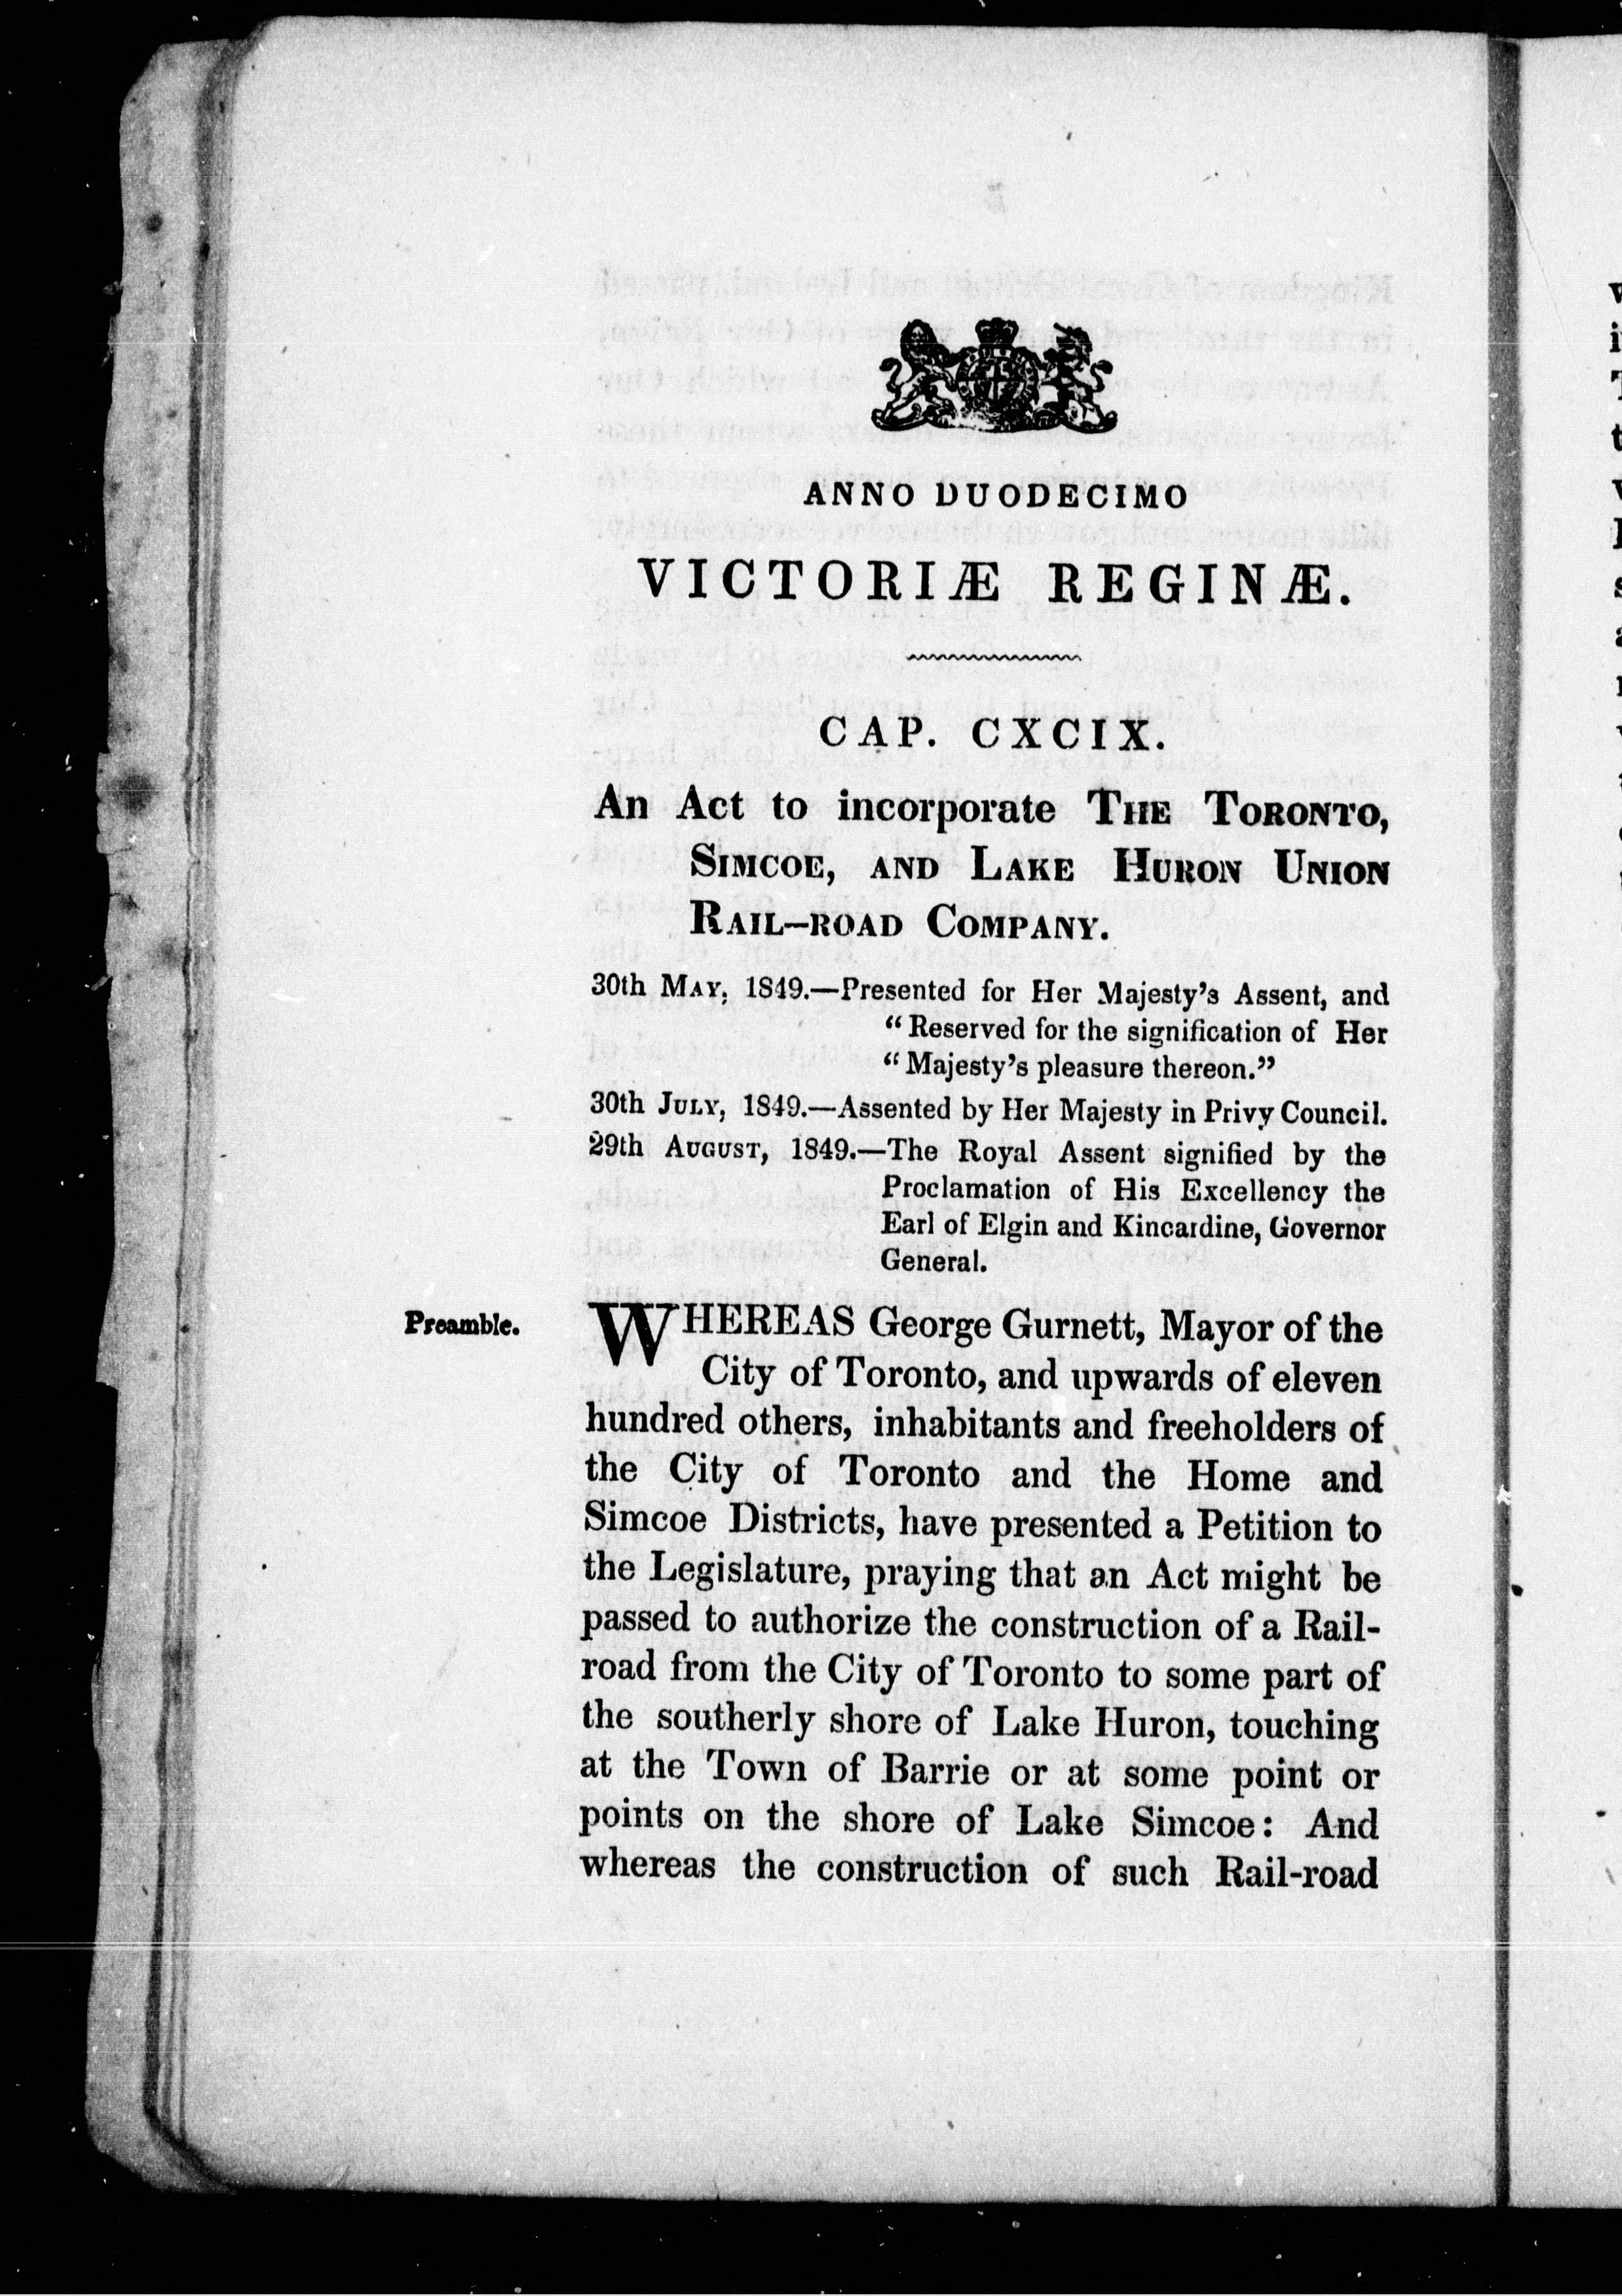 ANNO DUODECIMO
VICTORIÆ REGINÆ.
CAP. CXCIX.
An Act to incorporate THE TORONTO,
SIMCOE, AND LAKE HURON UNION
RAIL-ROAD COMPANY.
30th MAY, 1849.—Presented for Her Majesty's Assent, and
"Reserved for the signification of Her
"Majesty's pleasure thereon."
30th JULY, 1849.—Assented by Her Majesty in Privy Council.
29th AUGUST, 1849.—The Royal Assent signified by the
Proclamation of His Excellency the
Earl of Elgin and Kincardine, Governor
General.
Preamble.
WHEREAS George Gurnett, Mayor of the
City of Toronto, and upwards of eleven
hundred others, inhabitants and freeholders of
the City of Toronto and the Home and
Simcoe Districts, have presented a Petition to
the Legislature, praying that an Act might be
passed to authorize the construction of a Rail-
road from the City of Toronto to some part of
the southerly shore of Lake Huron, touching
at the Town of Barrie or at some point or
points on the shore of Lake Simcoe: And
whereas the construction of such Rail-road